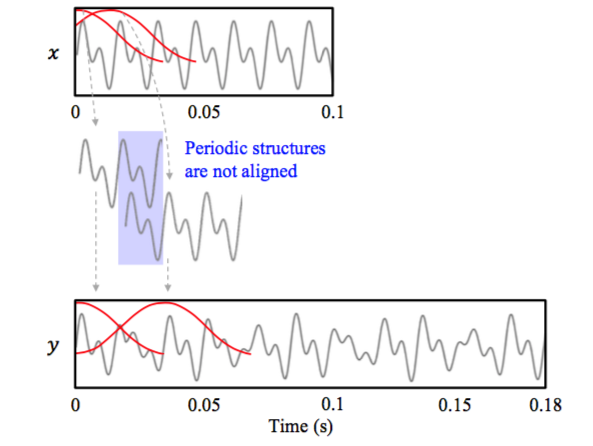 x
0 0.05 0.1
Periodic structures
are not aligned
y
0 0.05 0.1 0.15 0.18
Time (s)